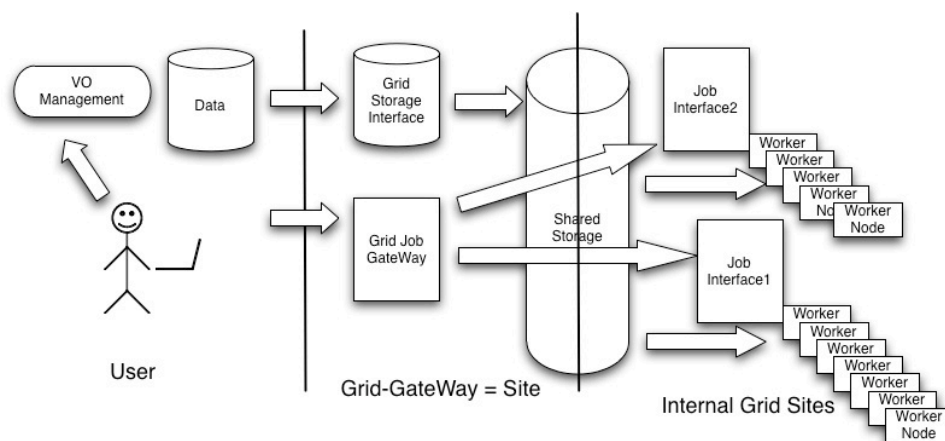 VO
Management
Data
Grid
Storage
Interface
Job
Interface2
Worker
Worker
Worker
Worker
Worker
Node
Grid Job
GateWay
Shared
Storage
Job
Interface1
Worker
Worker
Worker
Worker
Worker
Worker
Worker
Node
User
Grid-GateWay = Site
Internal Grid Sites